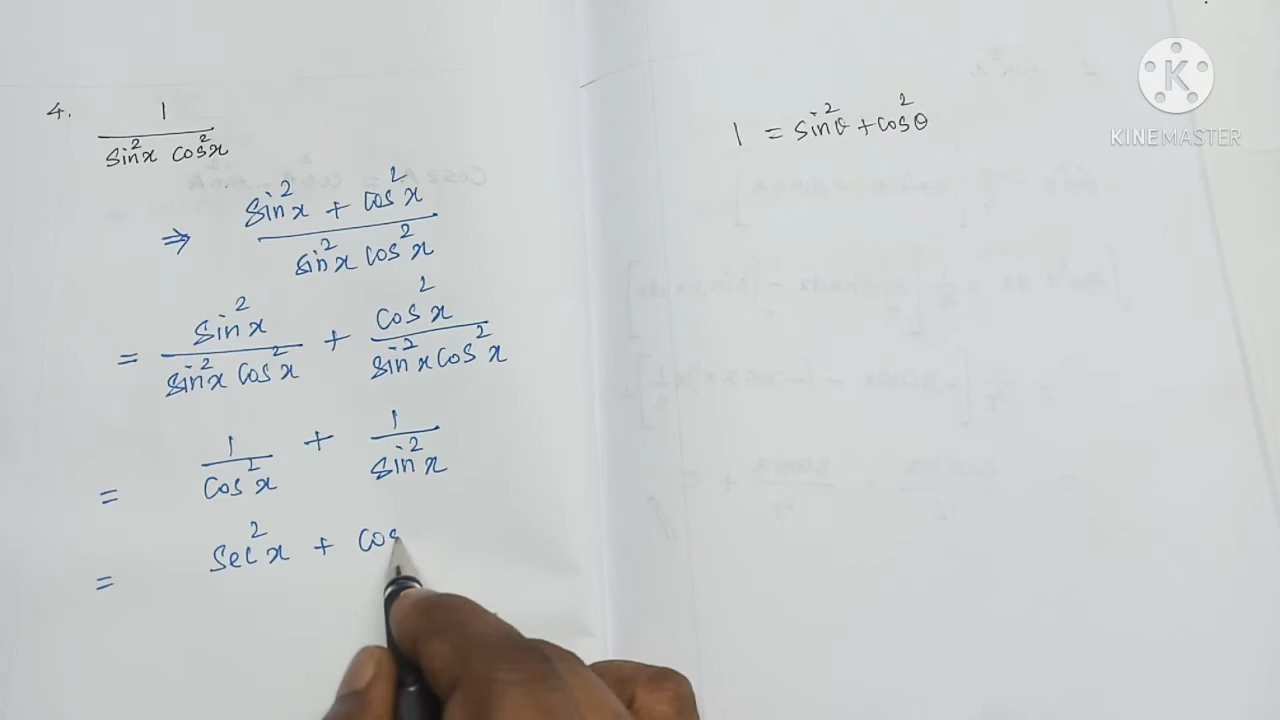 4. 1
sin²x cos²x
1 = sin²θ + cos²θ
K
KINEMASTER
⇒ sin²x + cos²x
sin²x cos²x
= sin²x / sin²x cos²x + cos²x / sin²x cos²x
= 1 / cos²x + 1 / sin²x
= sec²x + cos